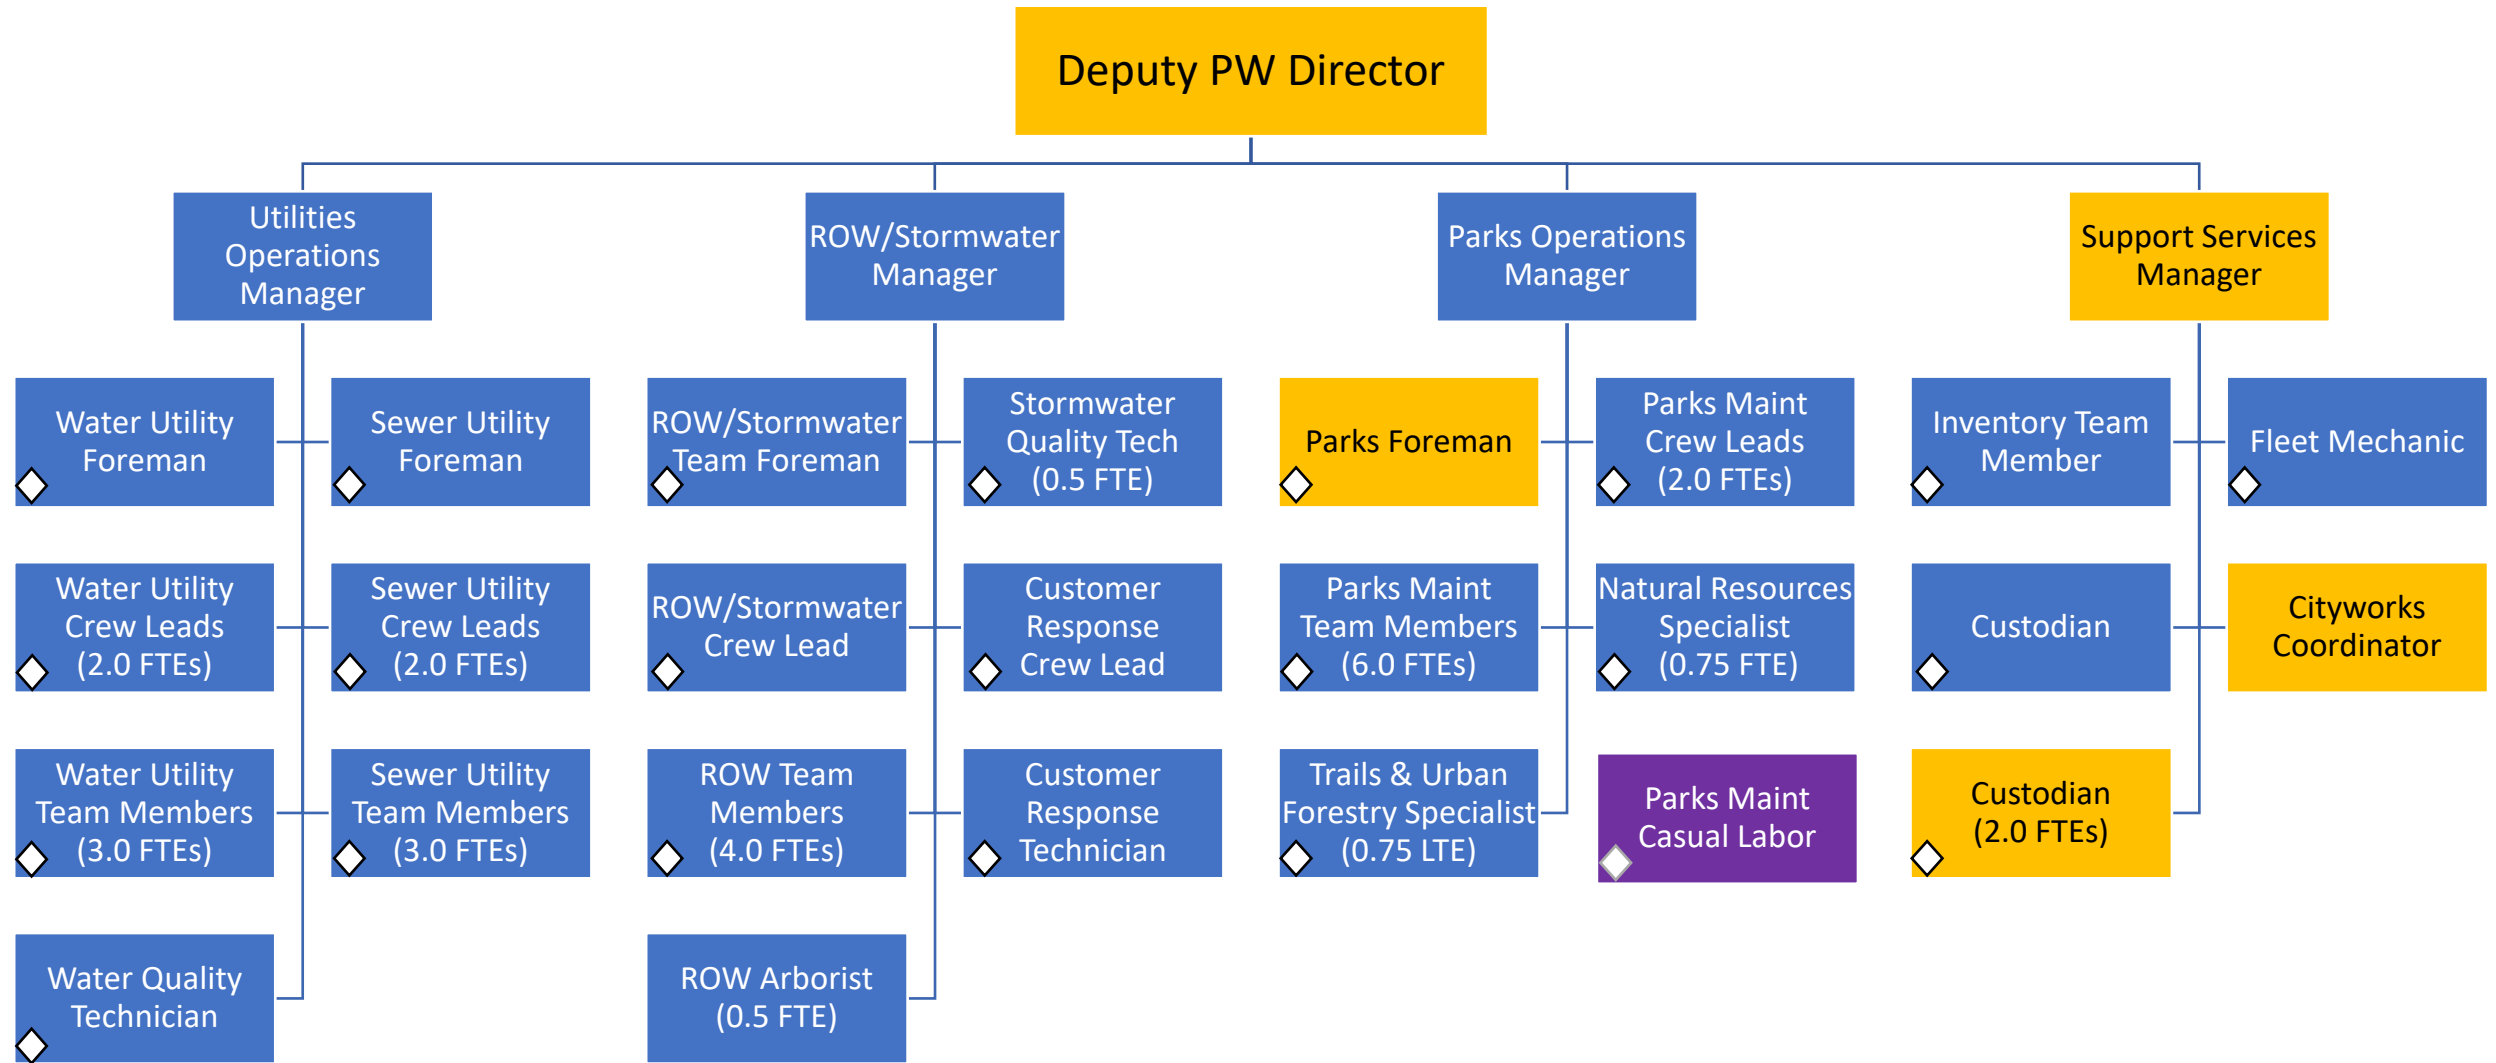 Deputy PW Director
Utilities
Operations
Manager
ROW/Stormwater
Manager
Parks Operations
Manager
Support Services
Manager
Water Utility
Foreman
Sewer Utility
Foreman
ROW/Stormwater
Team Foreman
Stormwater
Quality Tech
(0.5 FTE)
Parks Foreman
Parks Maint
Crew Leads
(2.0 FTEs)
Inventory Team
Member
Fleet Mechanic
Water Utility
Crew Leads
(2.0 FTEs)
Sewer Utility
Crew Leads
(2.0 FTEs)
ROW/Stormwater
Crew Lead
Customer
Response
Crew Lead
Parks Maint
Team Members
(6.0 FTEs)
Natural Resources
Specialist
(0.75 FTE)
Custodian
Cityworks
Coordinator
Water Utility
Team Members
(3.0 FTEs)
Sewer Utility
Team Members
(3.0 FTEs)
ROW Team
Members
(4.0 FTEs)
Customer
Response
Technician
Trails & Urban
Forestry Specialist
(0.75 LTE)
Parks Maint
Casual Labor
Custodian
(2.0 FTEs)
Water Quality
Technician
ROW Arborist
(0.5 FTE)